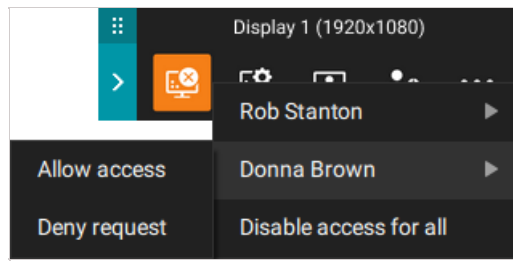 Display 1 (1920x1080)
Rob Stanton
Allow access
Donna Brown
Deny request
Disable access for all